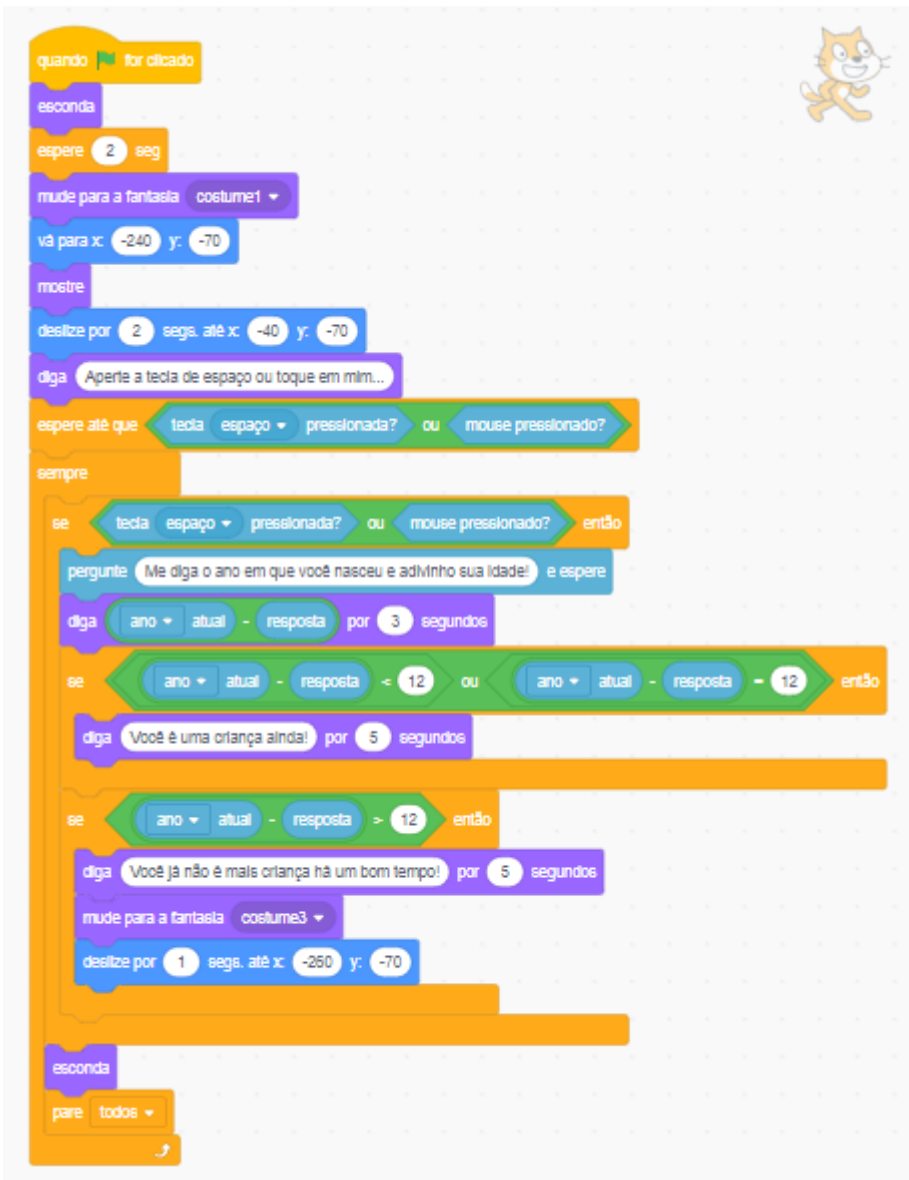 quando for clicado
esconda
espere 2 seg
mude para a fantasia costume1
vá para x: -240 y: -70
mostre
deslize por 2 segs. até x: -40 y: -70
diga Aperte a tecla de espaço ou toque em mim...
espere até que tecla espaço pressionada? ou mouse pressionado?
sempre
se tecla espaço pressionada? ou mouse pressionado? então
pergunte Me diga o ano em que você nasceu e adivinho sua idade! e espere
diga ano atual - resposta por 3 segundos
se ano atual - resposta < 12 ou ano atual - resposta = 12 então
diga Você é uma criança ainda! por 5 segundos
se ano atual - resposta > 12 então
diga Você já não é mais criança há um bom tempo! por 5 segundos
mude para a fantasia costume3
deslize por 1 segs. até x: -260 y: -70
esconda
pare todos